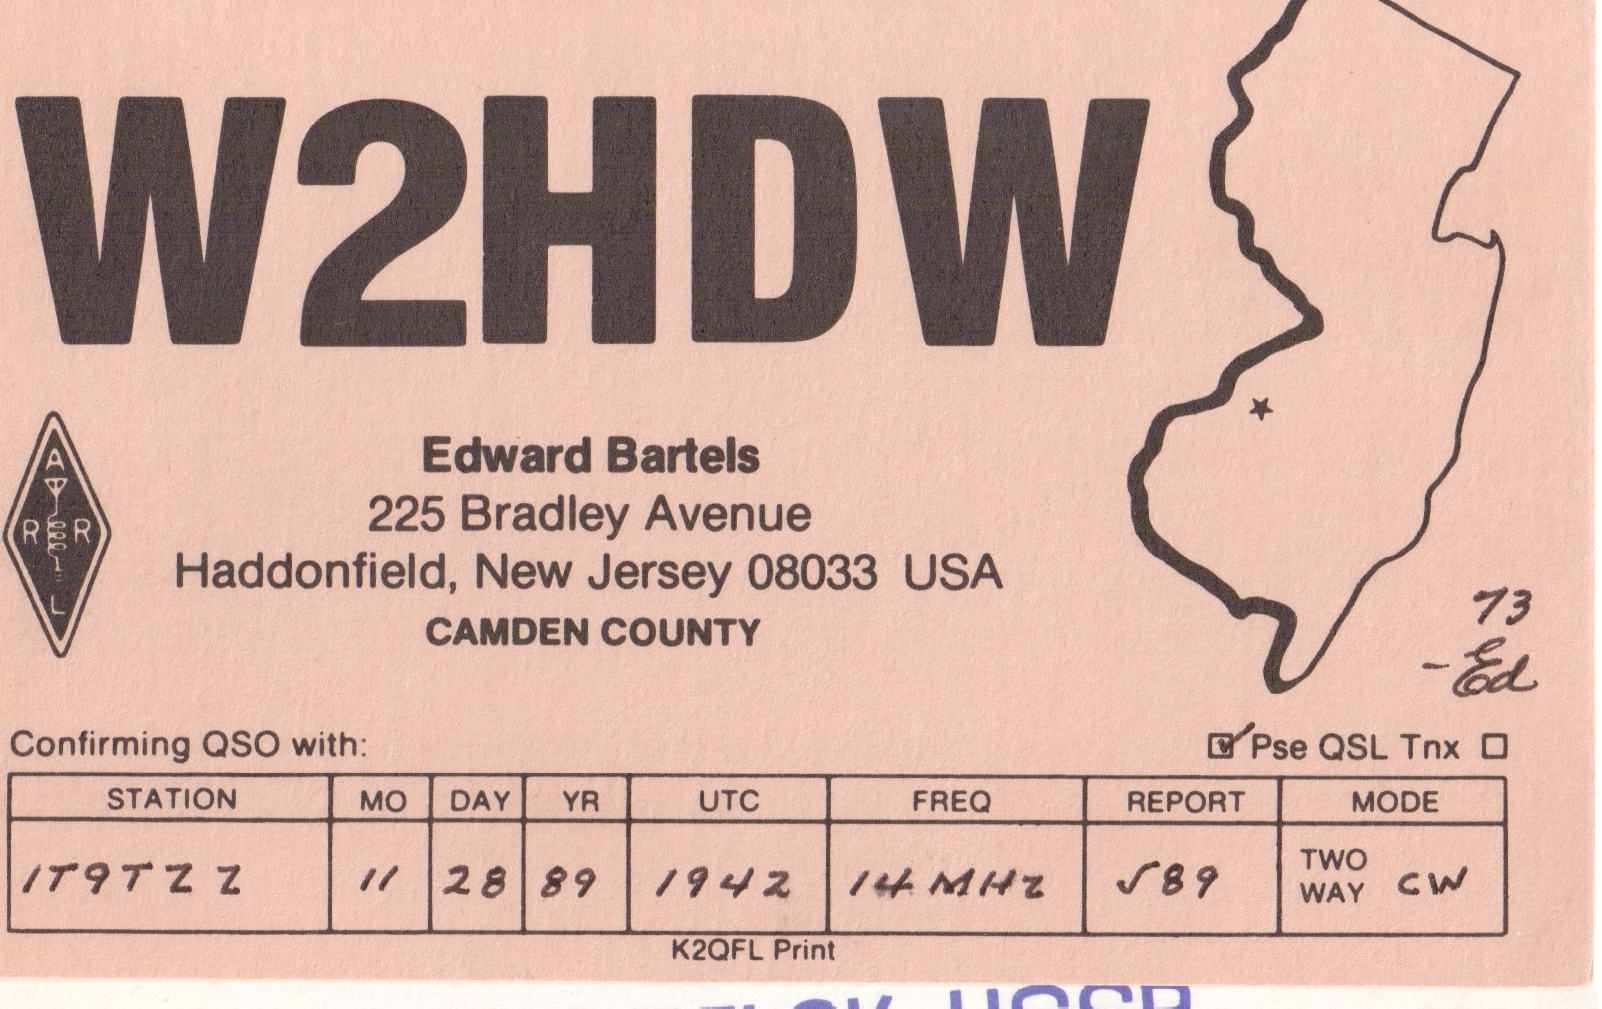 W2HDW
A
R R
L
Edward Bartels
225 Bradley Avenue
Haddonfield, New Jersey 08033 USA
CAMDEN COUNTY
73
- Ed
Confirming QSO with:
Pse QSL Tnx
STATION MO DAY YR UTC FREQ REPORT MODE
IT9TZZ 11 28 89 1942 14 MHz 589 TWO WAY CW
K2QFL Print